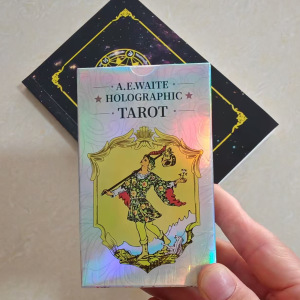 · A.E.WAITE ·
★ HOLOGRAPHIC ★
TAROT